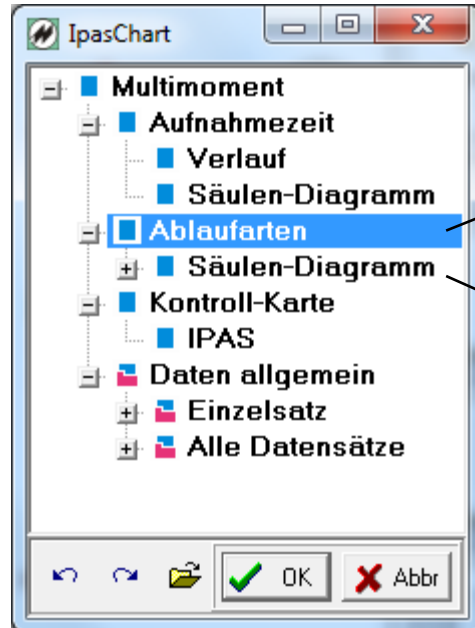 IpasChart
Multimoment
Aufnahmezeit
Verlauf
Säulen-Diagramm
Ablaufarten
Säulen-Diagramm
Kontroll-Karte
IPAS
Daten allgemein
Einzelsatz
Alle Datensätze
OK Abbr